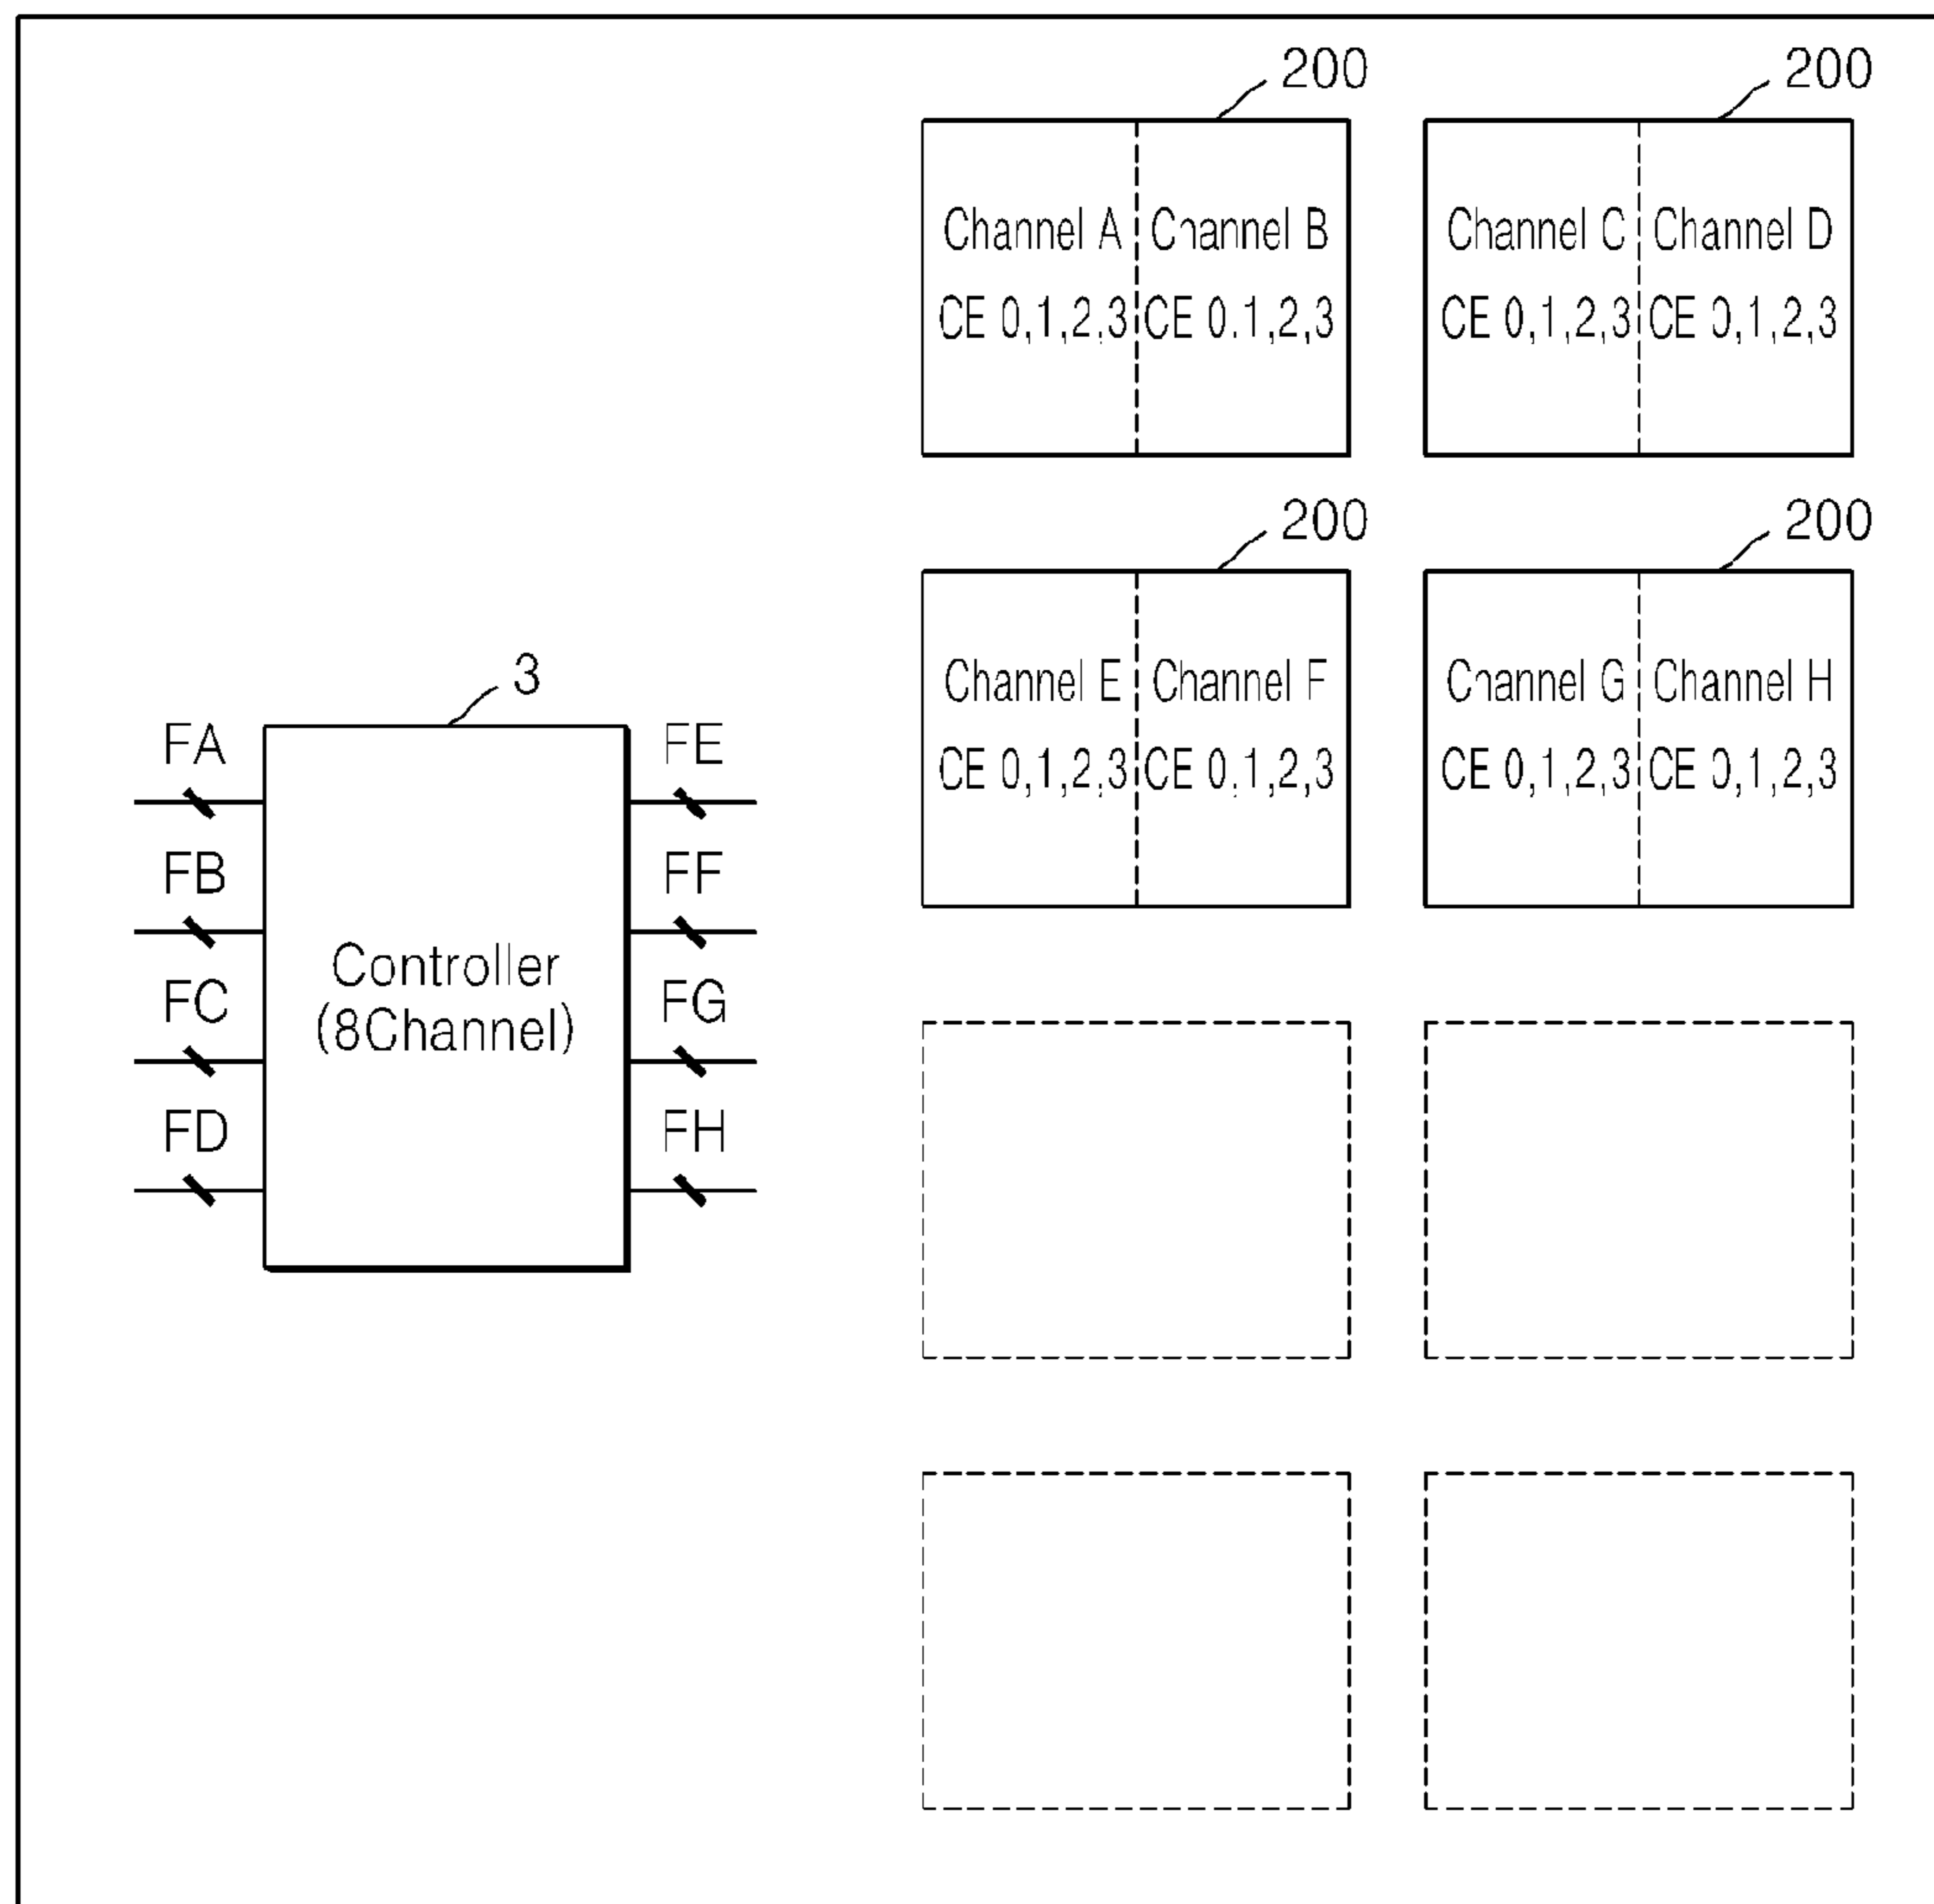 200
200
Channel A Channel B
CE 0,1,2,3 CE 0,1,2,3
Channel C Channel D
CE 0,1,2,3 CE 0,1,2,3
200
200
Channel E Channel F
CE 0,1,2,3 CE 0,1,2,3
Channel G Channel H
CE 0,1,2,3 CE 0,1,2,3
3
FA
FB
FC
FD
Controller
(8Channel)
FE
FF
FG
FH